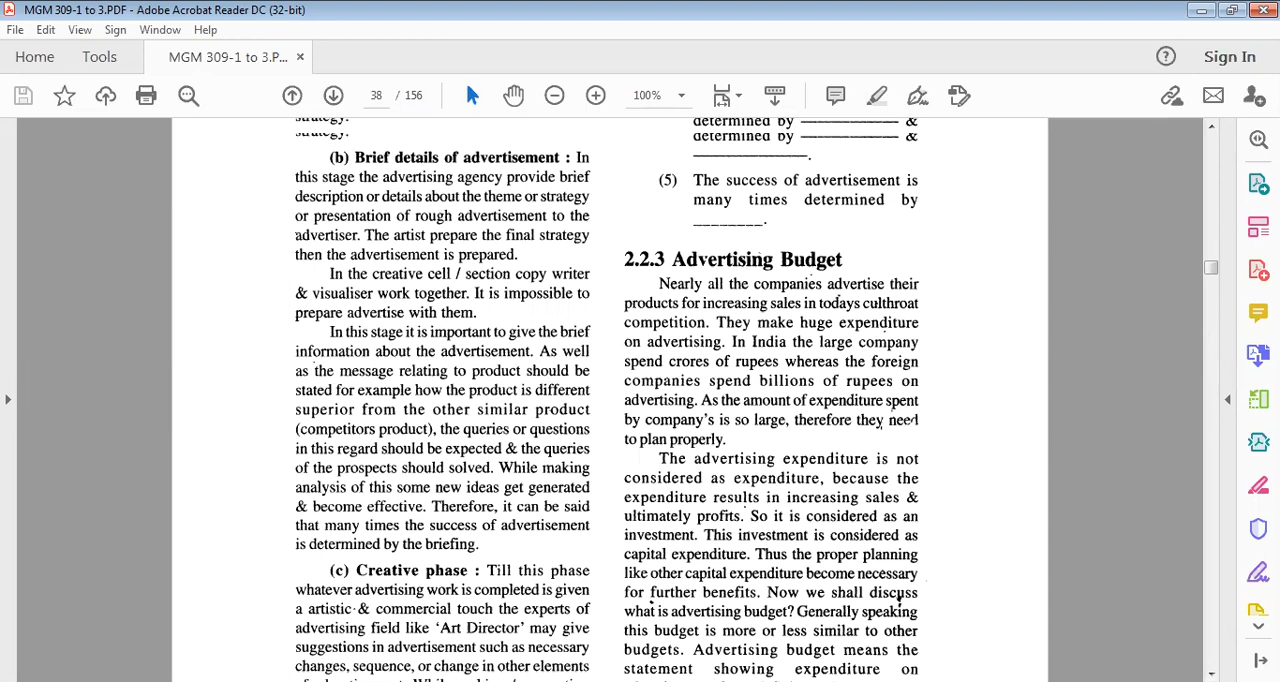 MGM 309-1 to 3.PDF - Adobe Acrobat Reader DC (32-bit)
File Edit View Sign Window Help
Home Tools MGM 309-1 to 3.P... × Sign In
38 / 156 100%
strategy.
strategy.
(b) Brief details of advertisement : In
this stage the advertising agency provide brief
description or details about the theme or strategy
or presentation of rough advertisement to the
advertiser. The artist prepare the final strategy
then the advertisement is prepared.
In the creative cell / section copy writer
& visualiser work together. It is impossible to
prepare advertise with them.
In this stage it is important to give the brief
information about the advertisement. As well
as the message relating to product should be
stated for example how the product is different
superior from the other similar product
(competitors product), the queries or questions
in this regard should be expected & the queries
of the prospects should solved. While making
analysis of this some new ideas get generated
& become effective. Therefore, it can be said
that many times the success of advertisement
is determined by the briefing.
(c) Creative phase : Till this phase
whatever advertising work is completed is given
a artistic & commercial touch the experts of
advertising field like ‘Art Director’ may give
suggestions in advertisement such as necessary
changes, sequence, or change in other elements
determined by ____________ &
determined by ____________ &
______________.
(5) The success of advertisement is
many times determined by
________.
2.2.3 Advertising Budget
Nearly all the companies advertise their
products for increasing sales in todays culthroat
competition. They make huge expenditure
on advertising. In India the large company
spend crores of rupees whereas the foreign
companies spend billions of rupees on
advertising. As the amount of expenditure spent
by company's is so large, therefore they need
to plan properly.
The advertising expenditure is not
considered as expenditure, because the
expenditure results in increasing sales &
ultimately profits. So it is considered as an
investment. This investment is considered as
capital expenditure. Thus the proper planning
like other capital expenditure become necessary
for further benefits. Now we shall discuss
what is advertising budget? Generally speaking
this budget is more or less similar to other
budgets. Advertising budget means the
statement showing expenditure on